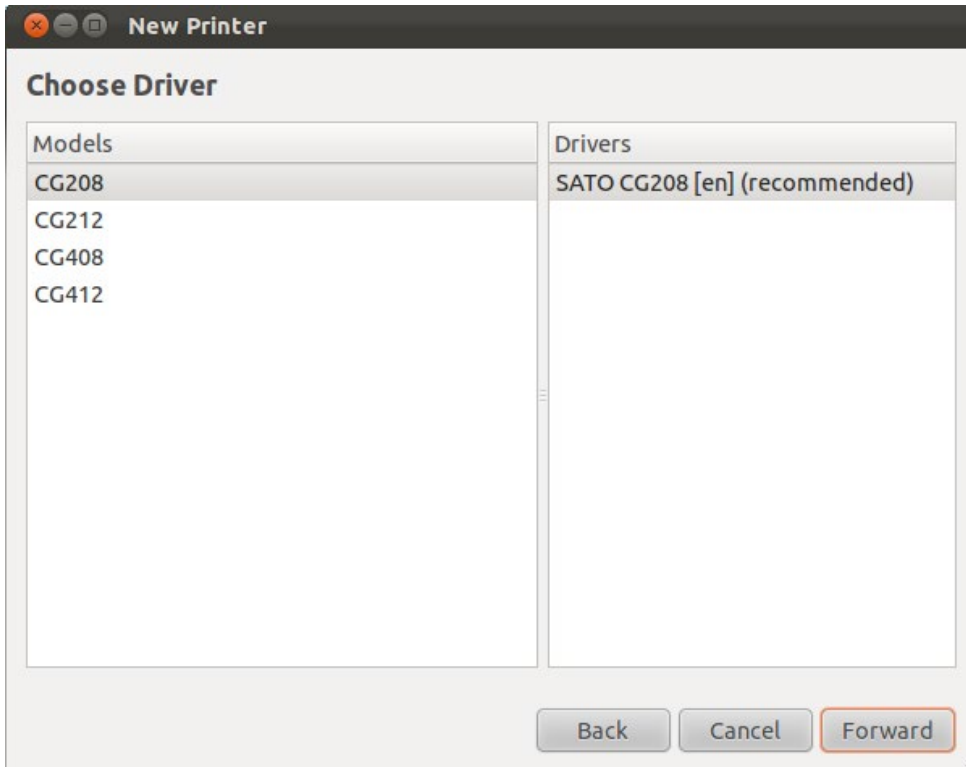 New Printer
Choose Driver
Models
CG208
CG212
CG408
CG412
Drivers
SATO CG208 [en] (recommended)
Back
Cancel
Forward